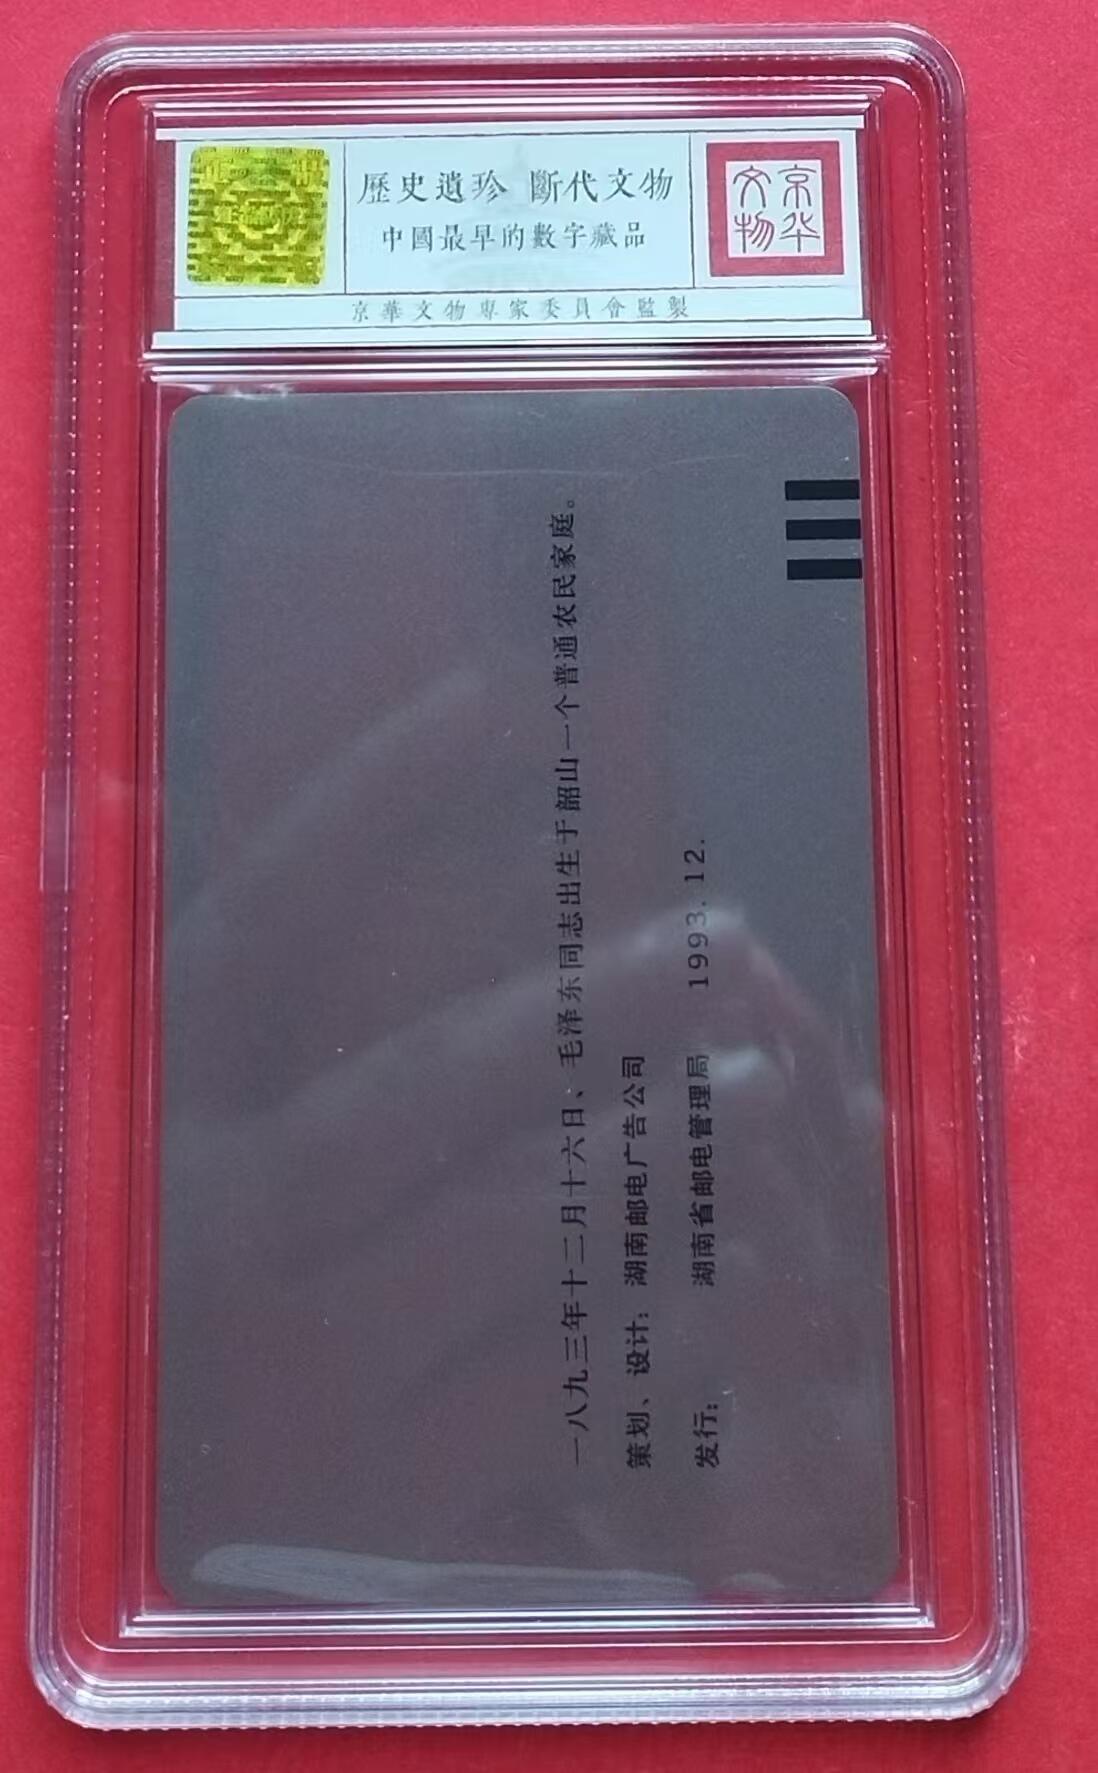 歷史遺珍 斷代文物
中國最早的數字藏品
京华文物
京華文物專家委員會監製
一八九三年十二月十六日、毛泽东同志出生于韶山一个普通农民家庭。
策划、设计：湖南邮电广告公司
发行：湖南省邮电管理局 1993.12.